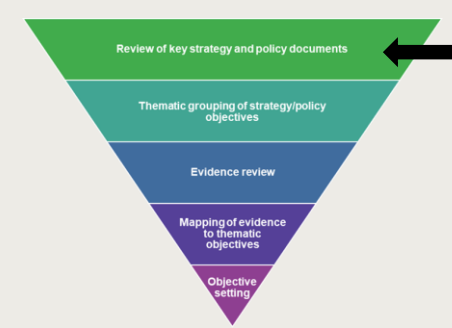 Review of key strategy and policy documents
Thematic grouping of strategy/policy
objectives
Evidence review
Mapping of evidence
to thematic
objectives
Objective
setting